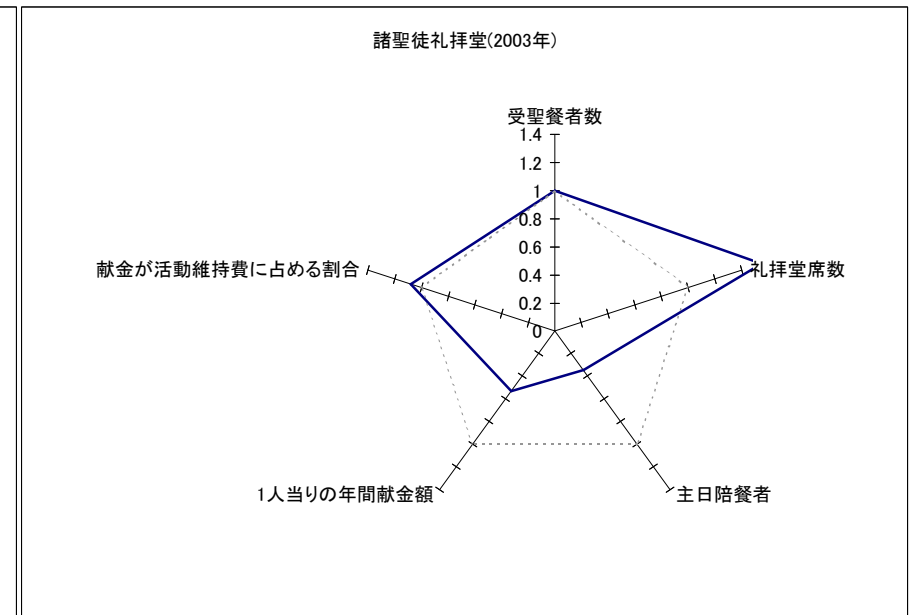 諸聖徒礼拝堂(2003年)
受聖餐者数
1.4
1.2
1
0.8
0.6
0.4
0.2
0
献金が活動維持費に占める割合
礼拝堂席数
1人当りの年間献金額
主日陪餐者